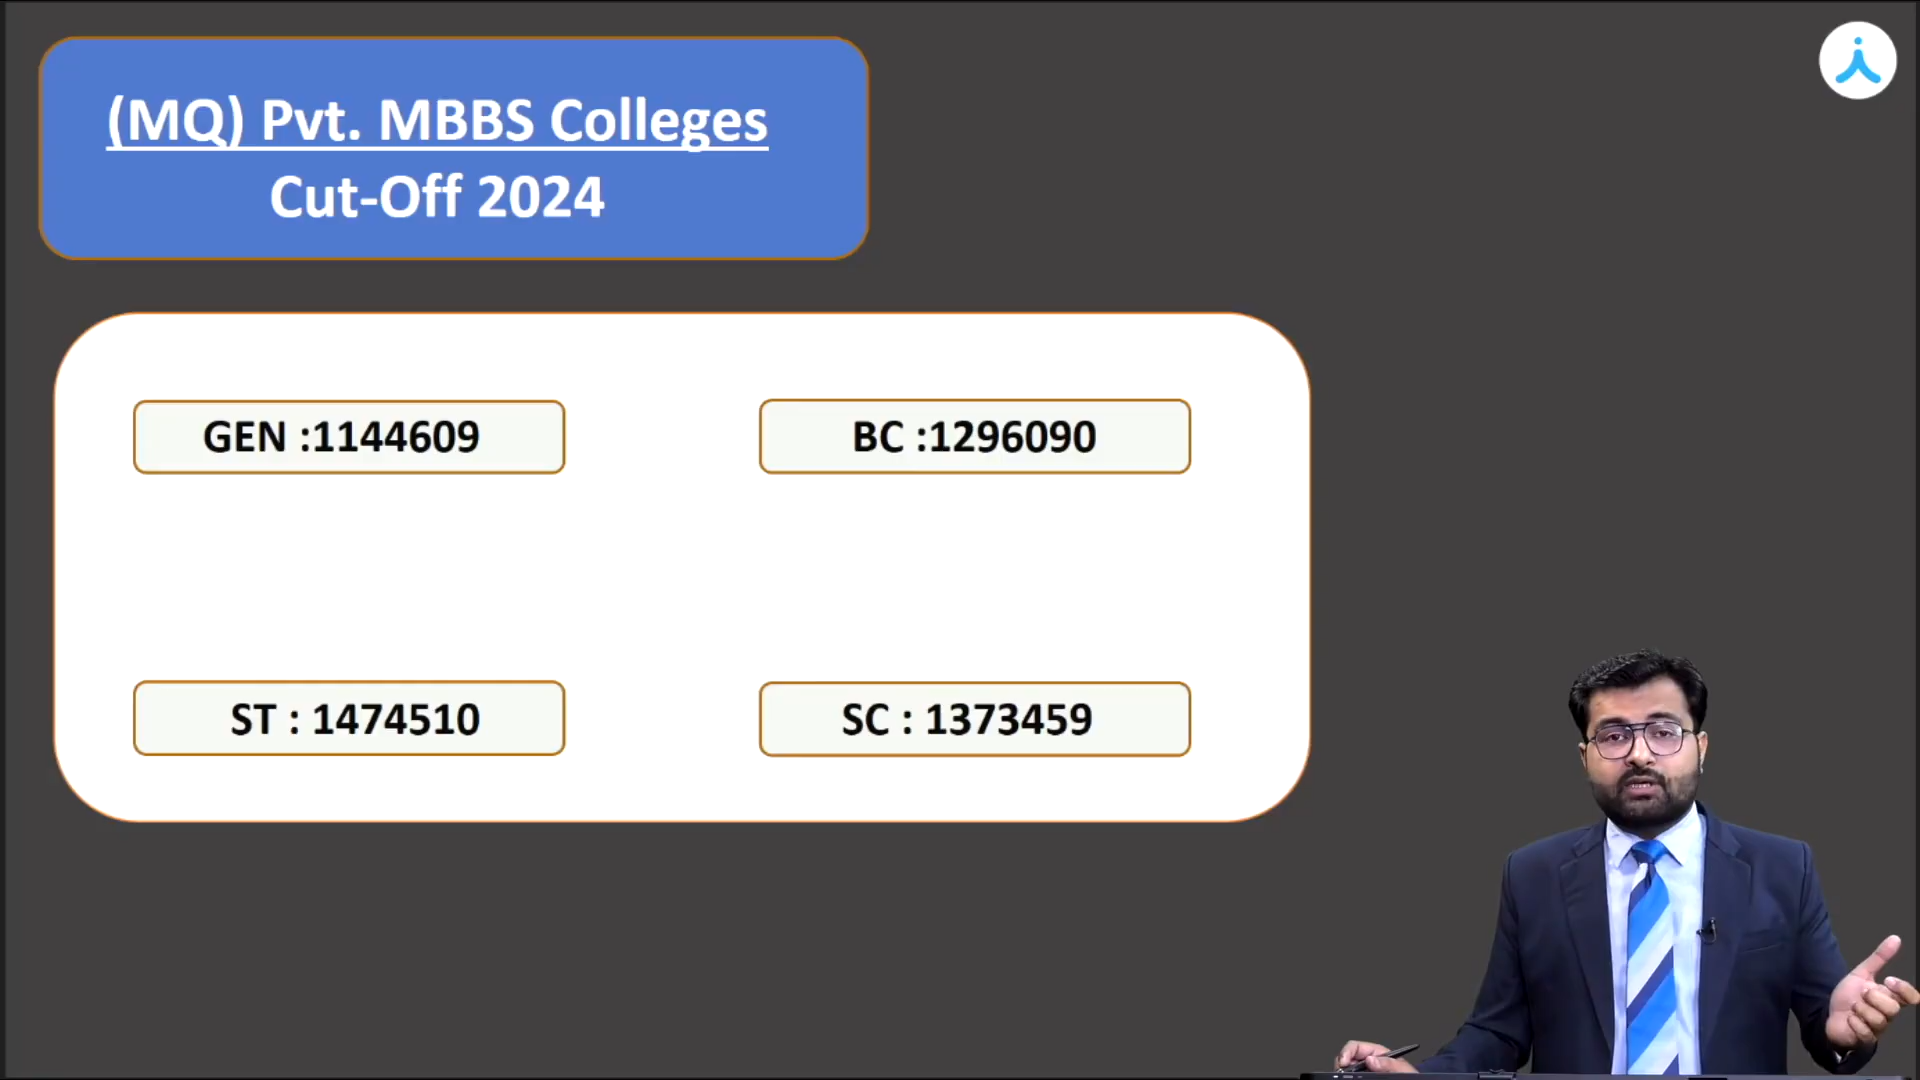 (MQ) Pvt. MBBS Colleges
Cut-Off 2024
GEN :1144609
BC :1296090
ST : 1474510
SC : 1373459